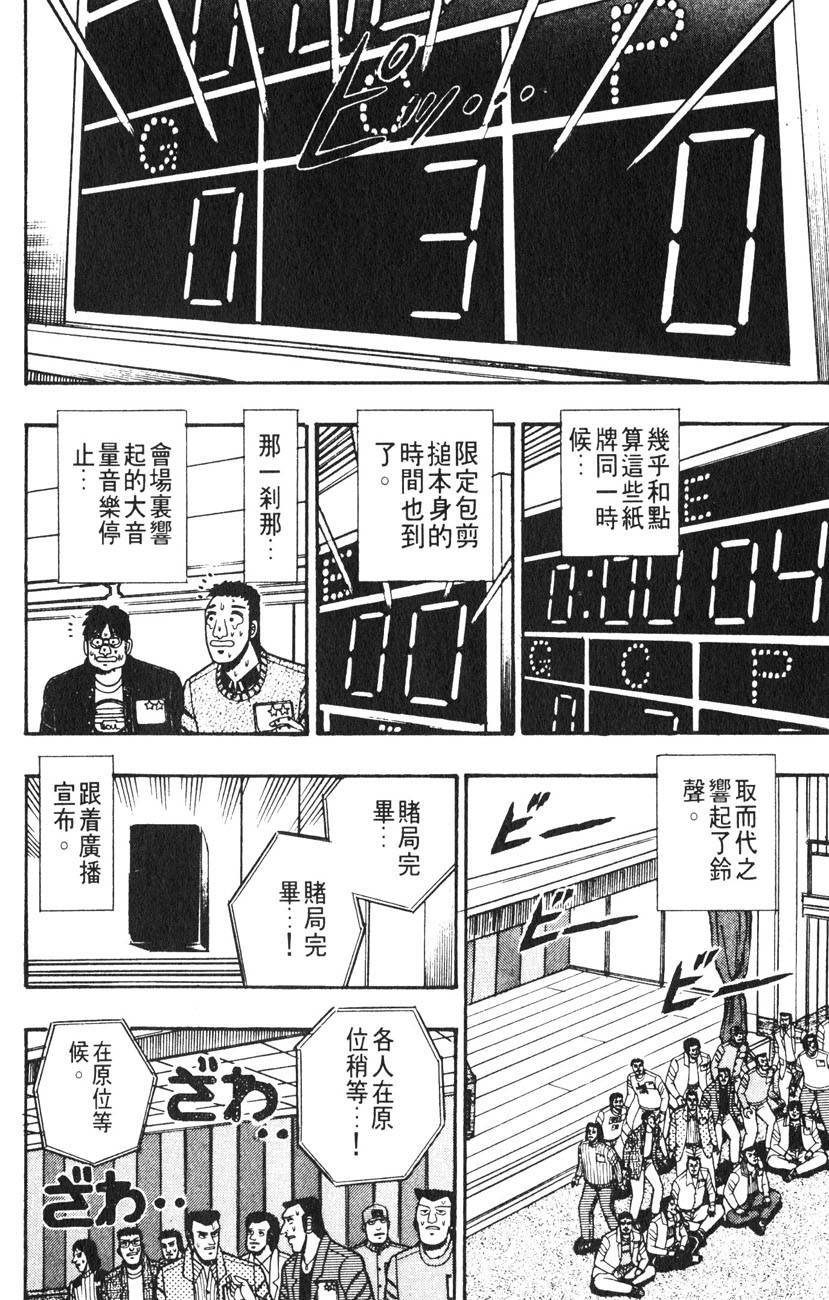 G
C
P
0
3
0
ピッ・・・
幾乎和點
算這些紙
牌同一時
候…
E
0:00 04
G
C
P
限定包剪
搥本身的
時間也到
了。
00
那一剎那…
會場裏響
起的大音
量音樂停
止…
取而代之
響起了鈴
聲。
ビー
ビー
ビー
賭局完
畢…
賭局完
畢…！
跟着廣播
宣布。
各人在原
位稍等…！
在原位等
候。
ざわ・・
ざわ・・